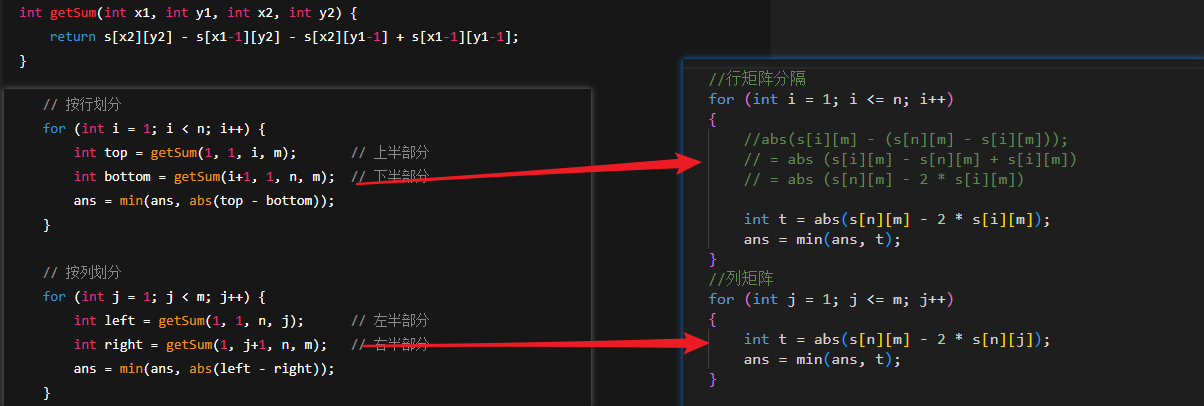 int getSum(int x1, int y1, int x2, int y2) {
    return s[x2][y2] - s[x1-1][y2] - s[x2][y1-1] + s[x1-1][y1-1];
}
// 按行划分
for (int i = 1; i < n; i++) {
    int top = getSum(1, 1, i, m);       // 上半部分
    int bottom = getSum(i+1, 1, n, m);  // 下半部分
    ans = min(ans, abs(top - bottom));
}
// 按列划分
for (int j = 1; j < m; j++) {
    int left = getSum(1, 1, n, j);      // 左半部分
    int right = getSum(1, j+1, n, m);   // 右半部分
    ans = min(ans, abs(left - right));
}
//行矩阵分隔
for (int i = 1; i <= n; i++)
{
    //abs(s[i][m] - (s[n][m] - s[i][m]));
    // = abs (s[i][m] - s[n][m] + s[i][m])
    // = abs (s[n][m] - 2 * s[i][m])
    int t = abs(s[n][m] - 2 * s[i][m]);
    ans = min(ans, t);
}
//列矩阵
for (int j = 1; j <= m; j++)
{
    int t = abs(s[n][m] - 2 * s[n][j]);
    ans = min(ans, t);
}